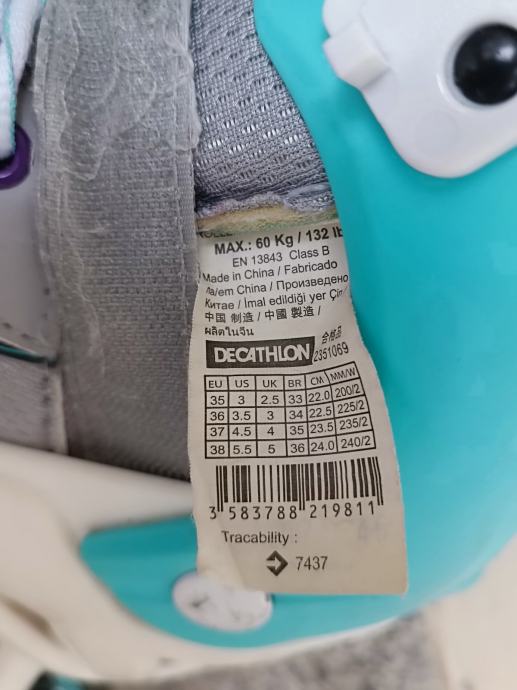 MAX.: 60 Kg / 132 lb
EN 13843 Class B
Made in China / Fabricado
na/em China / Произведено
Китае / İmal edildiği yer Çin
中国 制造 / 中國 製造 /
ผลิตในจีน
合格品
DECATHLON 2351069
EU US UK BR CM MM/W
35 3 2.5 33 22.0 200/2
36 3.5 3 34 22.5 225/2
37 4.5 4 35 23.5 235/2
38 5.5 5 36 24.0 240/2
3 583788 219811
Tracability :
7437